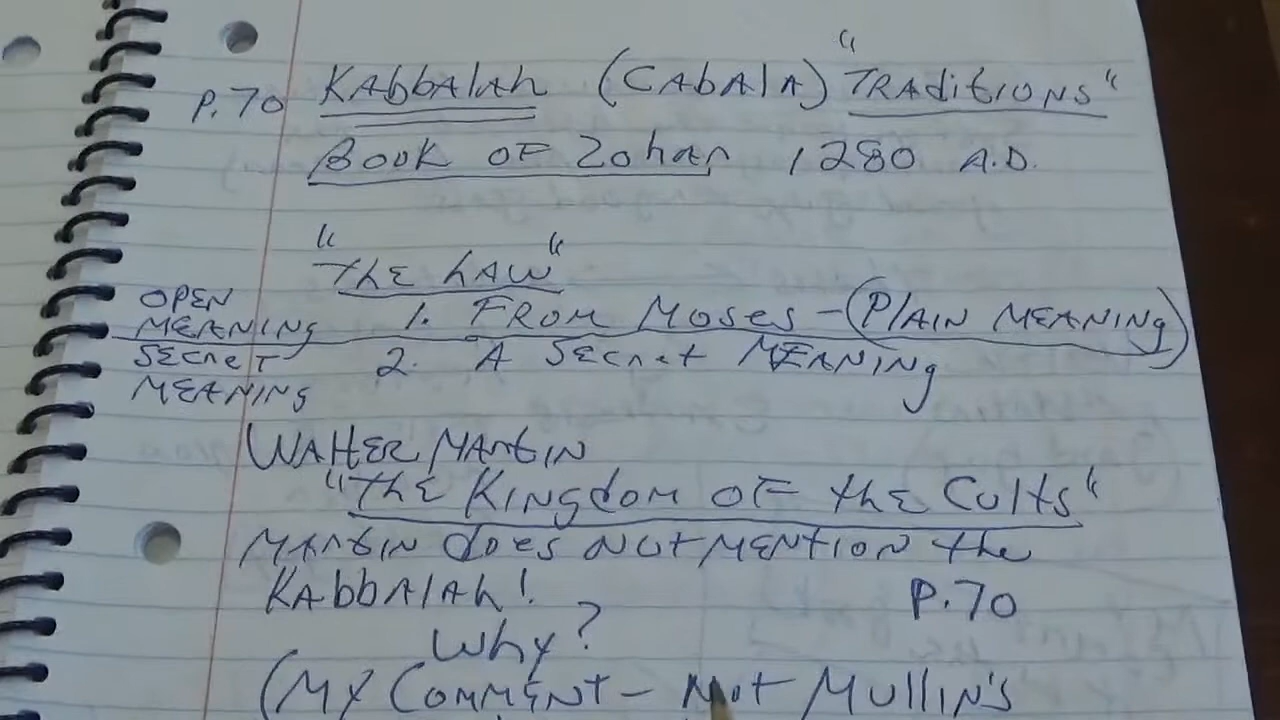 P.70 Kabbalah (Cabala) "Traditions"
Book of Zohar 1280 A.D.
"The Law"
Open Meaning 1. From Moses - (Plain Meaning)
Secret Meaning 2. A Secret Meaning
Walter Martin
"The Kingdom of the Cults"
Martin does not mention the
Kabbalah! P.70
Why?
(My Comment - Not Mullin's